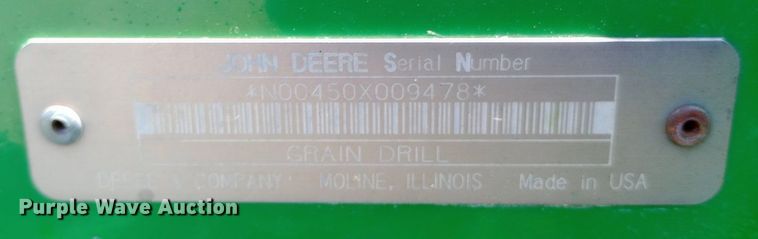 JOHN DEERE Serial Number
*N00450X009478*
GRAIN DRILL
DEERE & COMPANY MOLINE, ILLINOIS Made in USA
Purple Wave Auction